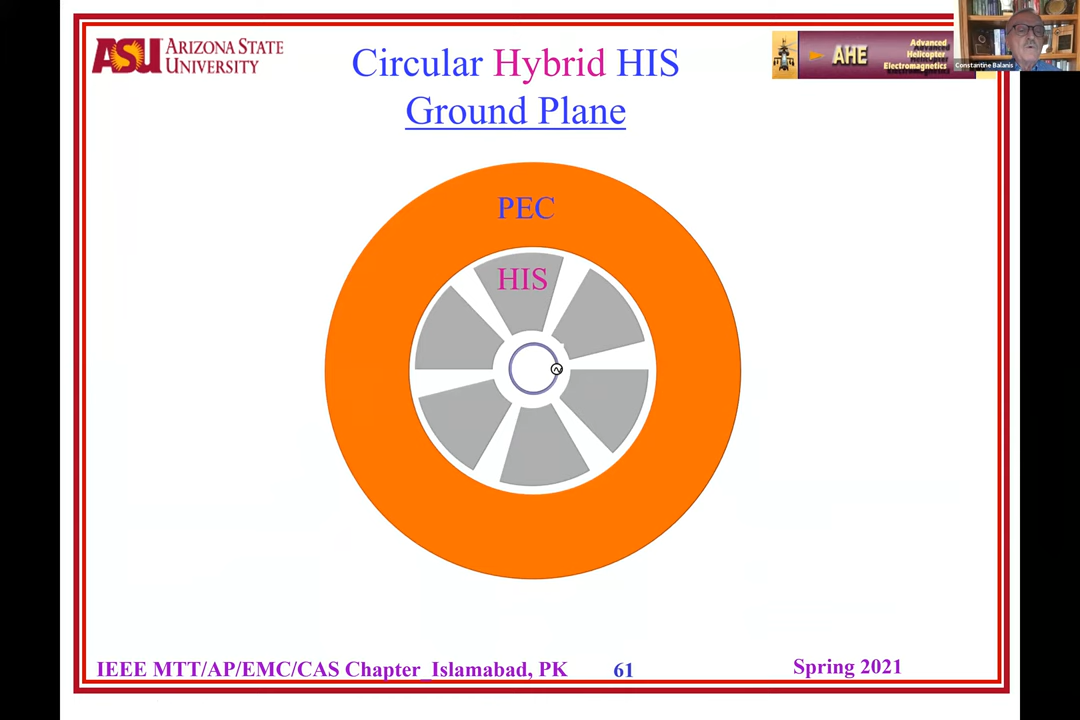 ASU ARIZONA STATE
UNIVERSITY
Circular Hybrid HIS
Ground Plane
AHE
Advanced
Helicopter
Electromagnetics
Constantine Balanis
PEC
HIS
IEEE MTT/AP/EMC/CAS Chapter_Islamabad, PK
61
Spring 2021